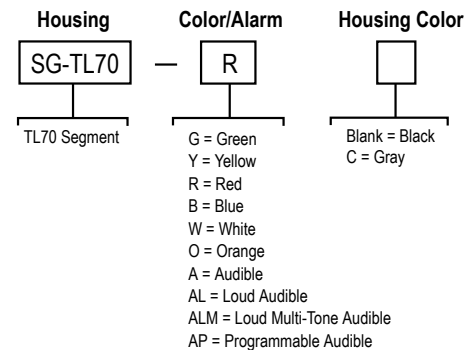 Housing Color/Alarm Housing Color
SG-TL70 — R
TL70 Segment
G = Green
Y = Yellow
R = Red
B = Blue
W = White
O = Orange
A = Audible
AL = Loud Audible
ALM = Loud Multi-Tone Audible
AP = Programmable Audible
Blank = Black
C = Gray